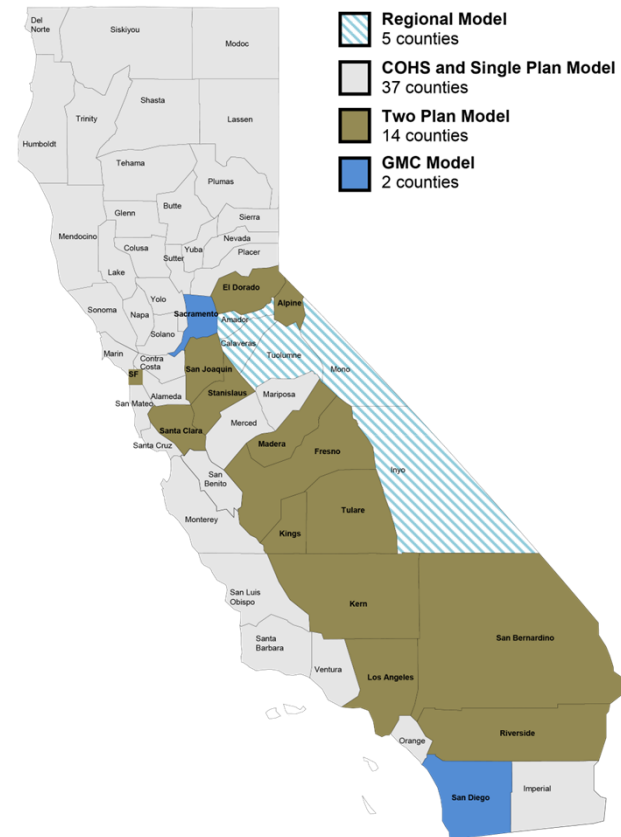 Regional Model
5 counties
COHS and Single Plan Model
37 counties
Two Plan Model
14 counties
GMC Model
2 counties
Del
Norte
Siskiyou
Modoc
Humboldt
Trinity
Shasta
Lassen
Tehama
Plumas
Mendocino
Glenn
Butte
Sierra
Colusa
Sutter
Yuba
Nevada
Placer
Lake
El Dorado
Sonoma
Napa
Yolo
Sacramento
Alpine
Amador
Solano
Calaveras
Marin
Contra
Costa
San Joaquin
Tuolumne
Mono
SF
Alameda
Stanislaus
Mariposa
San Mateo
Santa Clara
Merced
Santa Cruz
Madera
Fresno
San
Benito
Inyo
Monterey
Tulare
Kings
San Luis
Obispo
Kern
San Bernardino
Santa
Barbara
Ventura
Los Angeles
Orange
Riverside
San Diego
Imperial